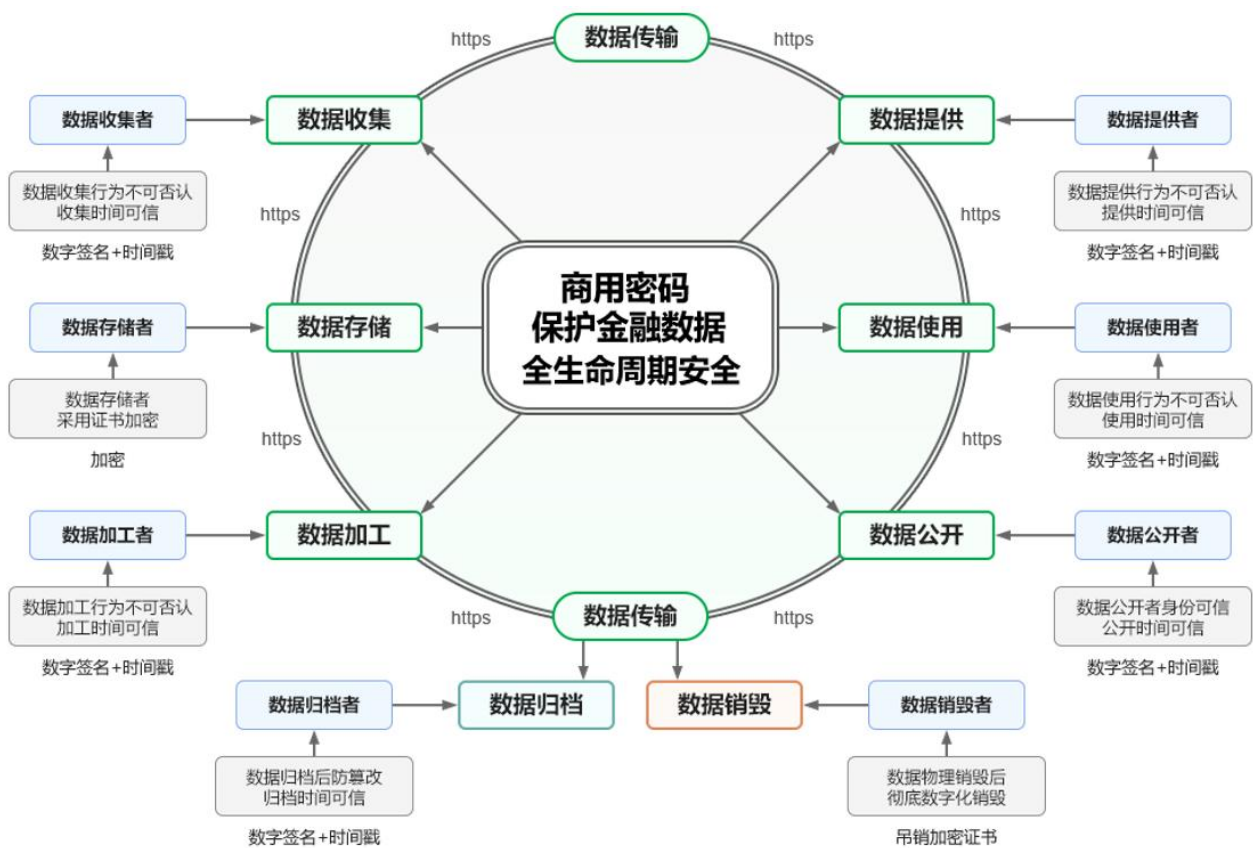 数据传输
https
https
数据收集者
数据收集
数据提供
数据提供者
数据收集行为不可否认
收集时间可信
数字签名+时间戳
https
https
数据提供行为不可否认
提供时间可信
数字签名+时间戳
商用密码
保护金融数据
全生命周期安全
数据存储者
数据存储
数据使用
数据使用者
数据存储者
采用证书加密
加密
https
https
数据使用行为不可否认
使用时间可信
数字签名+时间戳
数据加工者
数据加工
数据公开
数据公开者
数据加工行为不可否认
加工时间可信
数字签名+时间戳
https
数据传输
https
数据公开者身份可信
公开时间可信
数字签名+时间戳
数据归档者
数据归档
数据销毁
数据销毁者
数据归档后防篡改
归档时间可信
数字签名+时间戳
数据物理销毁后
彻底数字化销毁
吊销加密证书